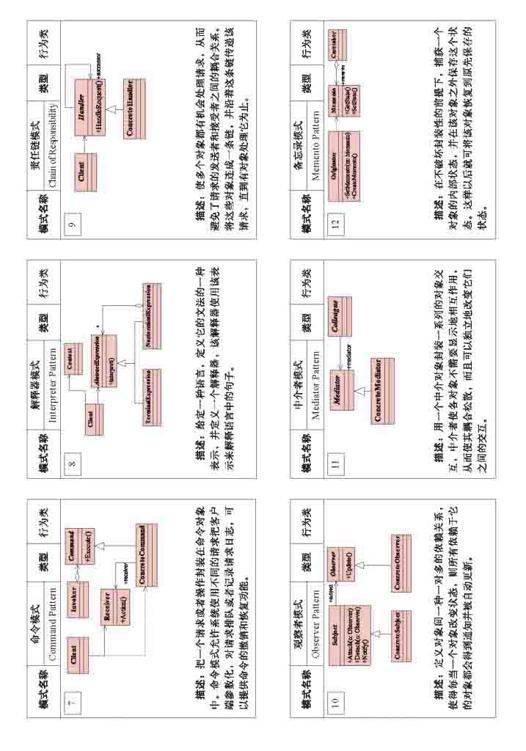 模式名称
命令模式
Command Pattern
类型
行为类
7
Client
Invoker
Command
+Execute()
Receiver
+Action()
+receiver
ConcreteCommand
描述：把一个请求或者操作封装在命令对象
中。命令模式允许系统使用不同的请求把客户
端参数化，对请求排队或者记录请求日志，可
以提供命令的撤销和恢复功能。
模式名称
解释器模式
Interpreter Pattern
类型
行为类
8
Context
Client
AbstractExpression
+Interpret()
*
TerminalExpression
NonterminalExpression
描述：给定一种语言，定义它的文法的一种
表示，并定义一个解释器，该解释器使用该表
示来解释语言中的句子。
模式名称
责任链模式
Chain of Responsibility
类型
行为类
9
Client
Handler
+HandleRequest()
+successor
ConcreteHandler
描述：使多个对象都有机会处理请求，从而
避免了请求的发送者和接受者之间的耦合关系。
将这些对象连成一条链，并沿着这条链传递该
请求，直到有对象处理它为止。
模式名称
观察者模式
Observer Pattern
类型
行为类
10
Subject
+Attach(o: Observer)
+Detach(o: Observer)
+Notify()
+subject
Observer
+Update()
ConcreteSubject
ConcreteObserver
描述：定义对象间一种一对多的依赖关系，
使得每当一个对象改变状态，则所有依赖于它
的对象都会得到通知并被自动更新。
模式名称
中介者模式
Mediator Pattern
类型
行为类
11
Mediator
+mediator
Colleague
ConcreteMediator
描述：用一个中介对象封装一系列的对象交
互，中介者使各对象不需要显示地相互作用，
从而使其耦合松散，而且可以独立地改变它们
之间的交互。
模式名称
备忘录模式
Memento Pattern
类型
行为类
12
Originator
+SetMemento(m: Memento)
+CreateMemento()
Memento
+GetState()
+SetState()
+memento
Caretaker
描述：在不破坏封装性的前提下，捕获一个
对象的内部状态，并在该对象之外保存这个状
态。这样以后就可将该对象恢复到原先保存的
状态。